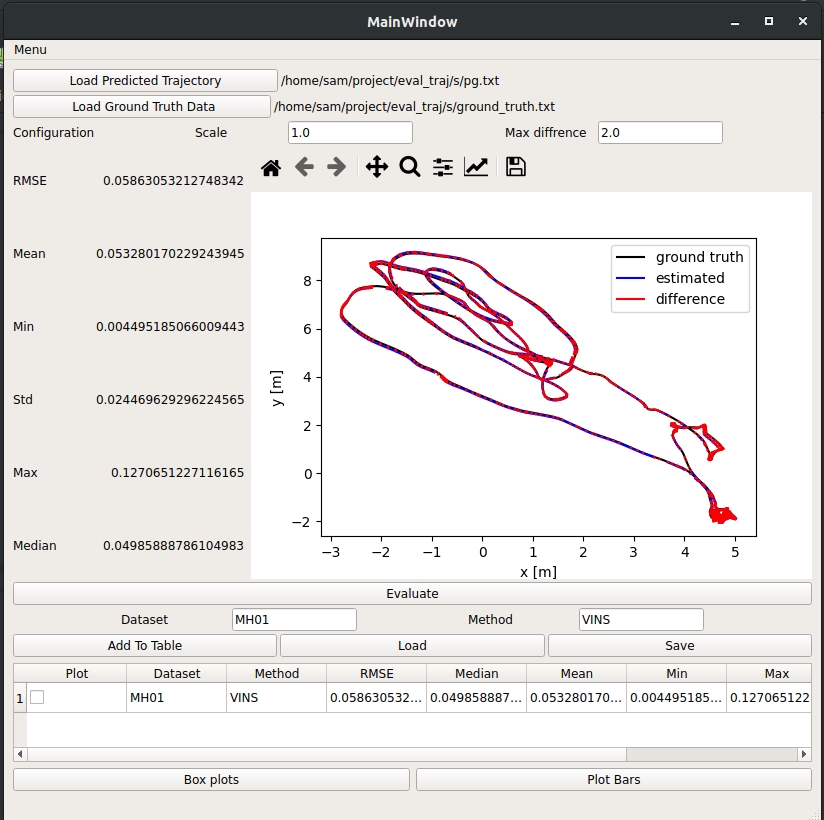 MainWindow
Menu
Load Predicted Trajectory /home/sam/project/eval_traj/s/pg.txt
Load Ground Truth Data /home/sam/project/eval_traj/s/ground_truth.txt
Configuration Scale 1.0 Max diffrence 2.0
RMSE 0.05863053212748342
Mean 0.053280170229243945
Min 0.004495185066009443
Std 0.024469629296224565
Max 0.1270651227116165
Median 0.04985888786104983
ground truth
estimated
difference
8
6
4
2
0
−2
y [m]
−3 −2 −1 0 1 2 3 4 5
x [m]
Evaluate
Dataset MH01 Method VINS
Add To Table Load Save
Plot Dataset Method RMSE Median Mean Min Max
1 MH01 VINS 0.058630532... 0.049858887... 0.053280170... 0.004495185... 0.127065122
Box plots Plot Bars